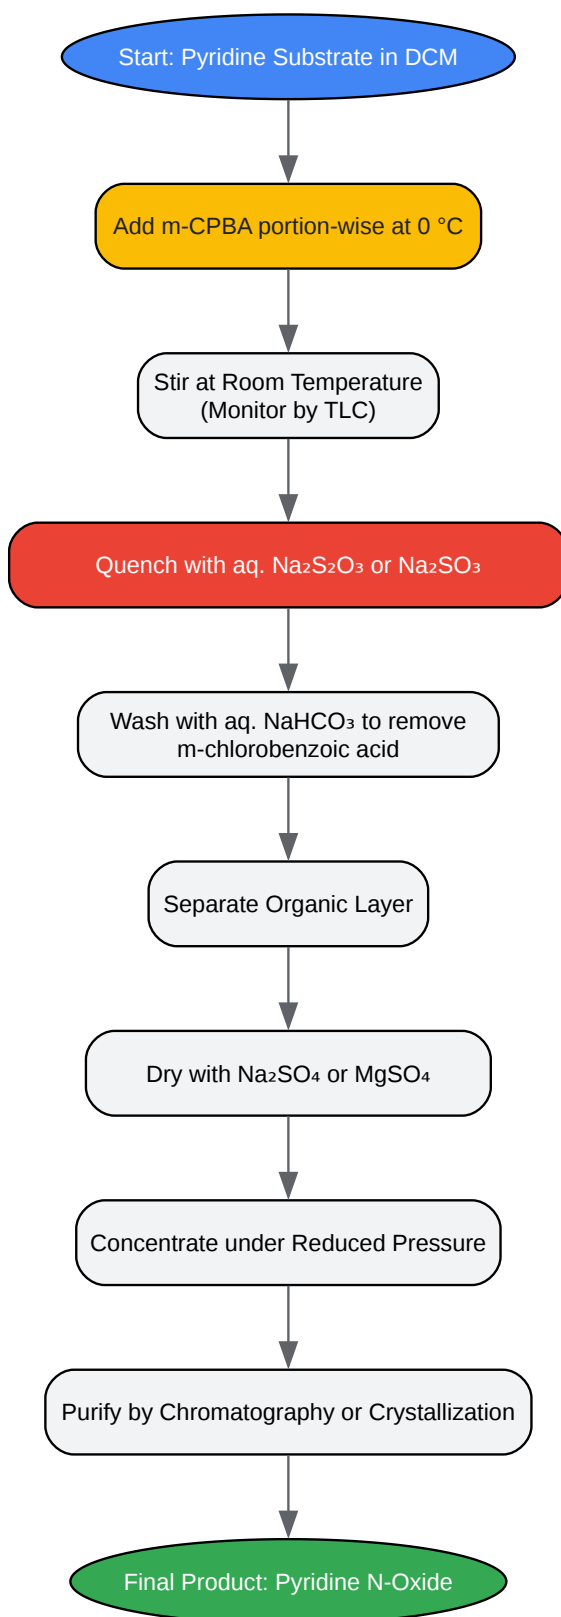 Start: Pyridine Substrate in DCM
Add m-CPBA portion-wise at 0 °C
Stir at Room Temperature
(Monitor by TLC)
Quench with aq. Na₂S₂O₃ or Na₂SO₃
Wash with aq. NaHCO₃ to remove
m-chlorobenzoic acid
Separate Organic Layer
Dry with Na₂SO₄ or MgSO₄
Concentrate under Reduced Pressure
Purify by Chromatography or Crystallization
Final Product: Pyridine N-Oxide